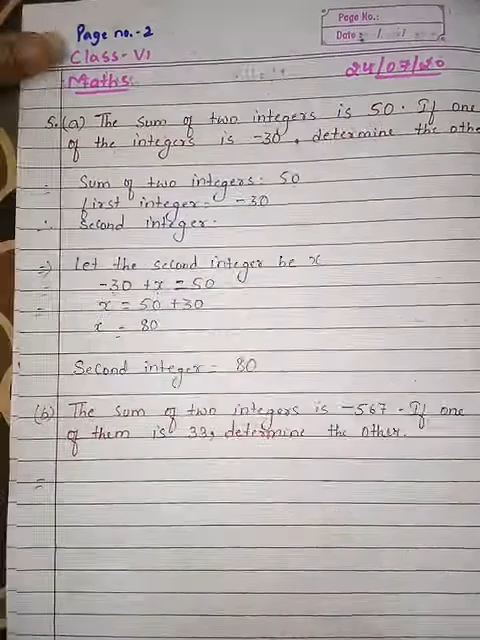 Page no.-2
Page No.:
Date: / /
Class-VI
Maths
24/07/20
5. (a) The sum of two integers is 50. If one
of the integers is -30, determine the othe
Sum of two integers = 50
first integer = -30
∴ Second integer.
⇒ Let the second integer be x
-30 + x = 50
= x = 50 + 30
x = 80
Second integer = 80
(b) The sum of two integers is -567. If one
of them is 33, determine the other.
=